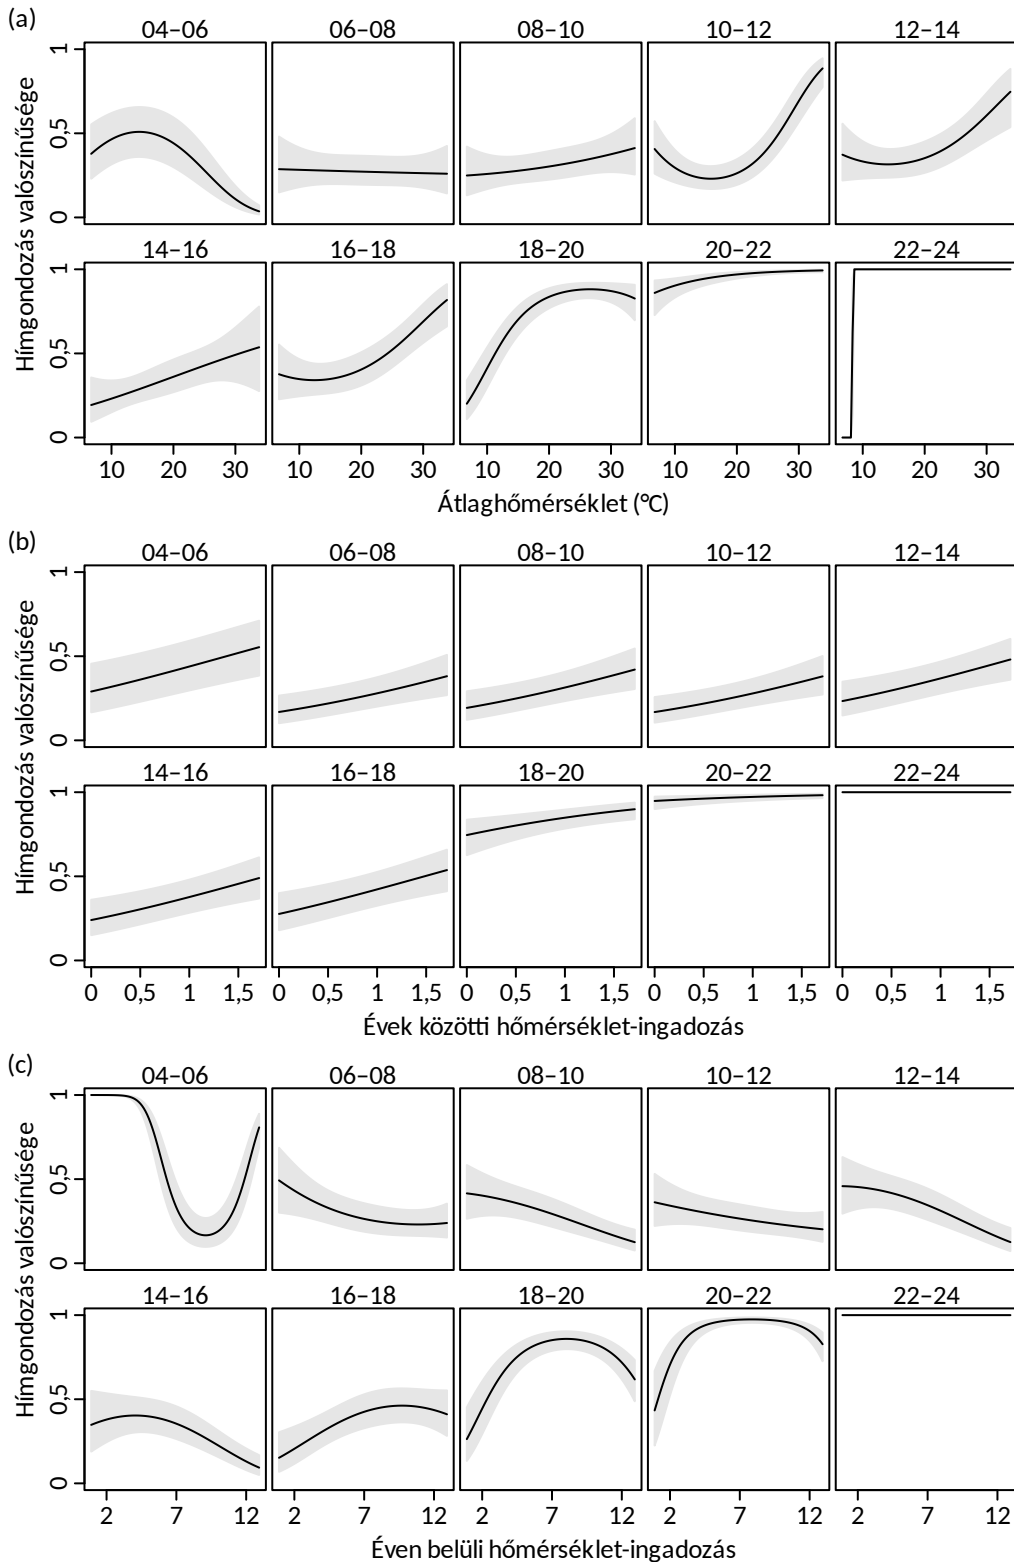 (a)
04–06 06–08 08–10 10–12 12–14
Hímgondozás valószínűsége
1
0,5
0
14–16 16–18 18–20 20–22 22–24
1
0,5
0
10 20 30 10 20 30 10 20 30 10 20 30 10 20 30
Átlaghőmérséklet (°C)
(b)
04–06 06–08 08–10 10–12 12–14
Hímgondozás valószínűsége
1
0,5
0
14–16 16–18 18–20 20–22 22–24
1
0,5
0
0 0,5 1 1,5 0 0,5 1 1,5 0 0,5 1 1,5 0 0,5 1 1,5 0 0,5 1 1,5
Évek közötti hőmérséklet-ingadozás
(c)
04–06 06–08 08–10 10–12 12–14
Hímgondozás valószínűsége
1
0,5
0
14–16 16–18 18–20 20–22 22–24
1
0,5
0
2 7 12 2 7 12 2 7 12 2 7 12 2 7 12
Éven belüli hőmérséklet-ingadozás